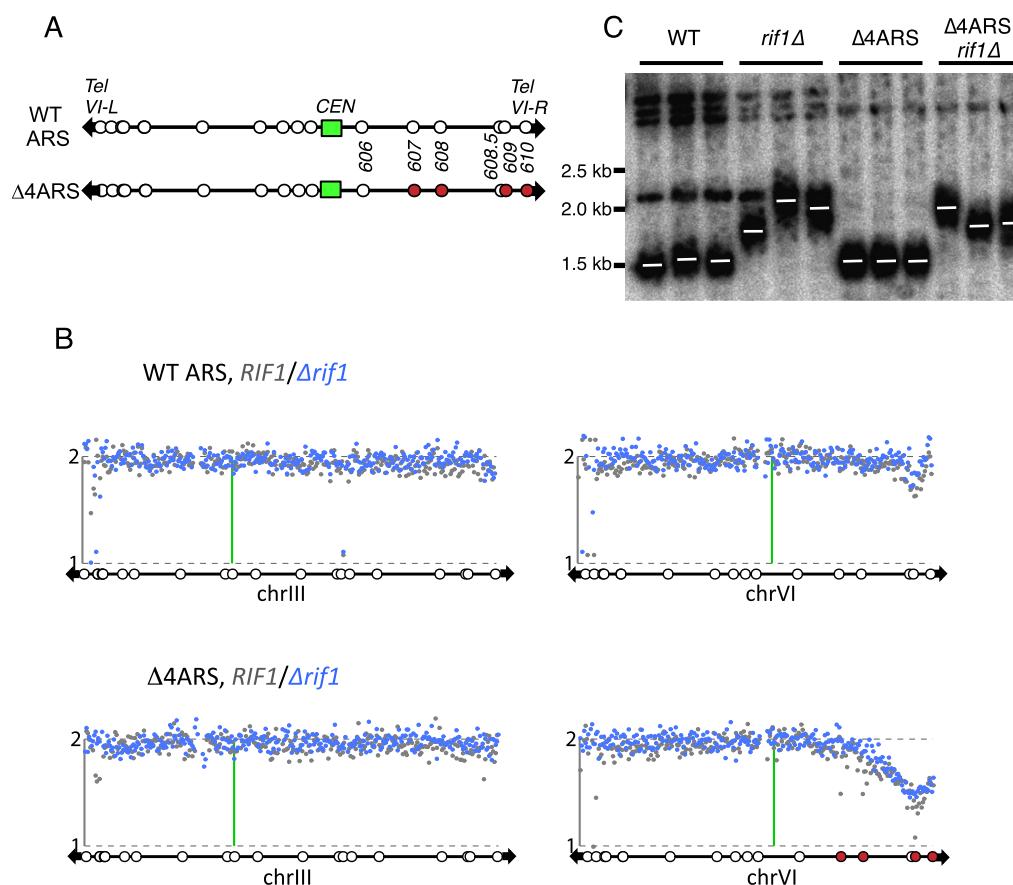 A
Tel
VI-L
CEN
Tel
VI-R
WT
ARS
606
607
608
608.5
609
610
Δ4ARS
C
WT
rif1Δ
Δ4ARS
Δ4ARS
rif1Δ
2.5 kb
2.0 kb
1.5 kb
B
WT ARS, RIF1/Δrif1
2
1
chrIII
2
1
chrVI
Δ4ARS, RIF1/Δrif1
2
1
chrIII
2
1
chrVI